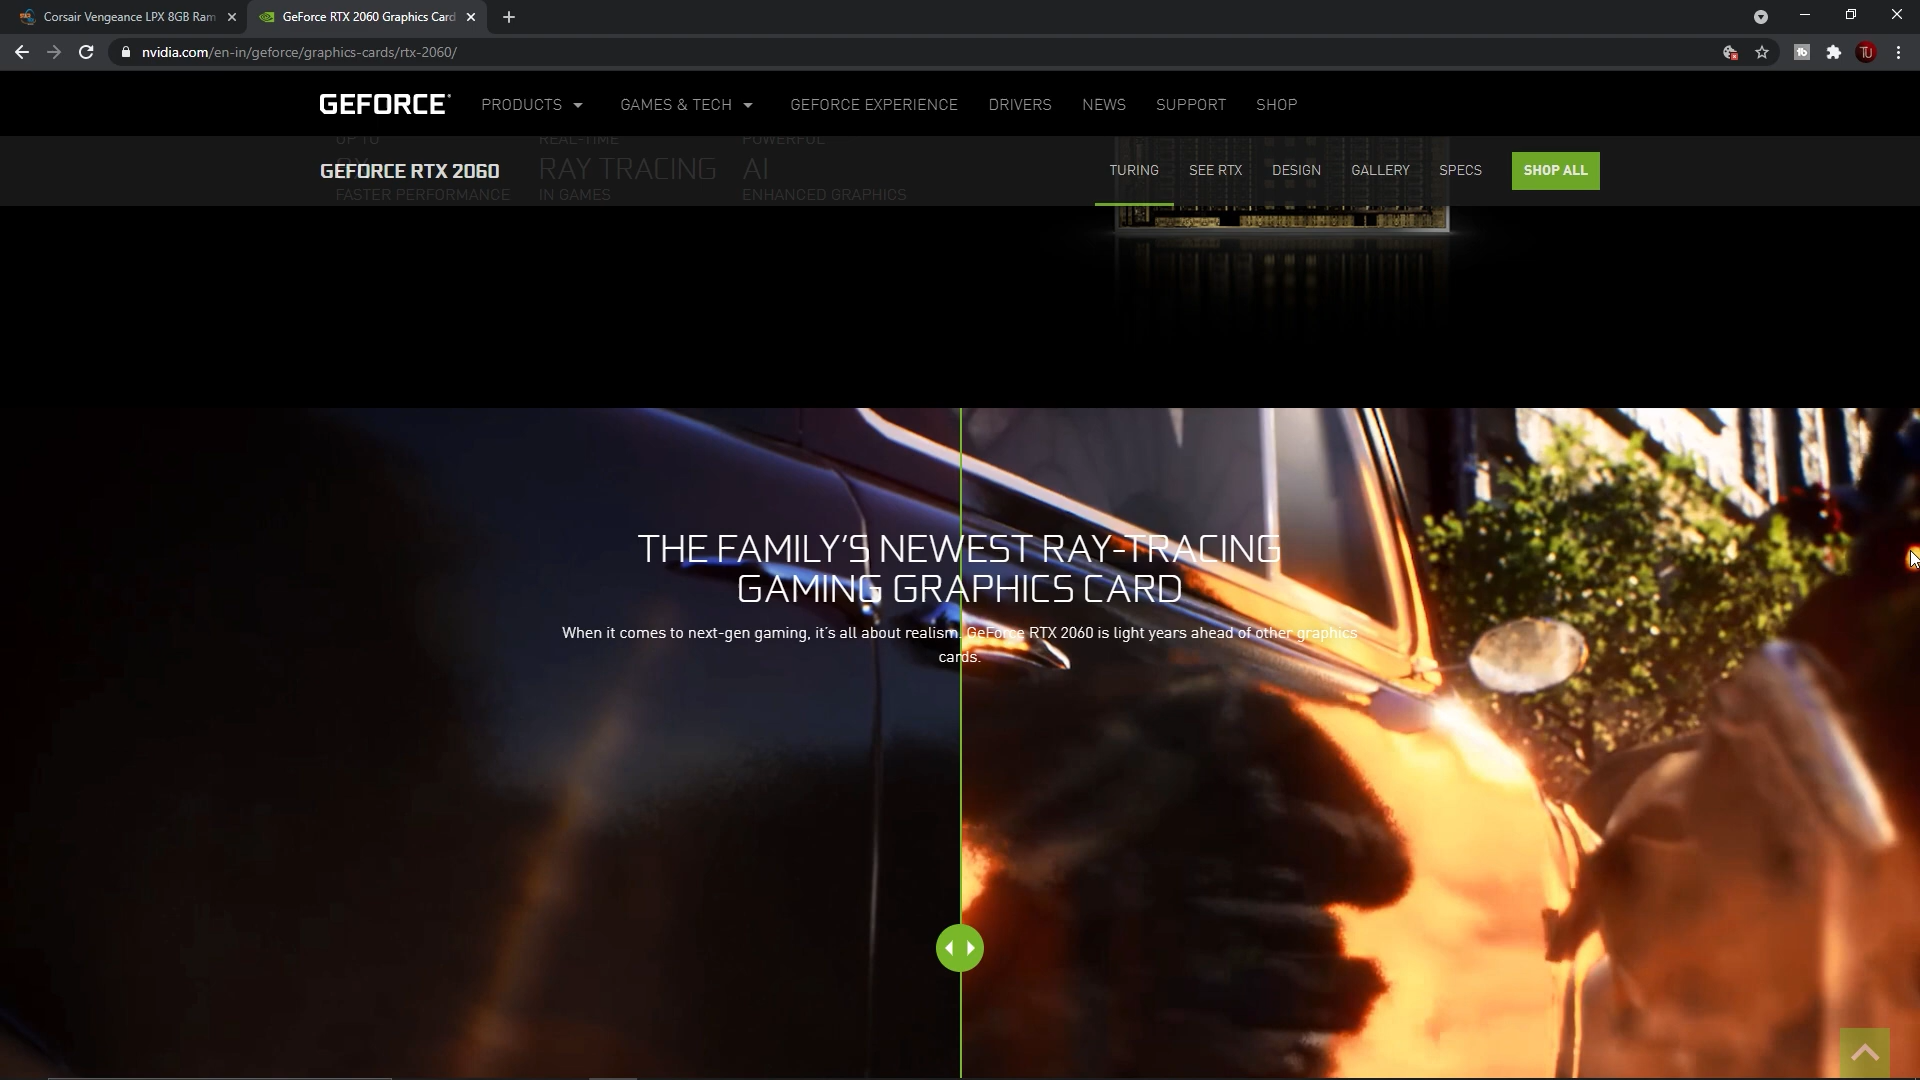 Corsair Vengeance LPX 8GB Ram
GeForce RTX 2060 Graphics Card
nvidia.com/en-in/geforce/graphics-cards/rtx-2060/
GEFORCE
PRODUCTS
GAMES & TECH
GEFORCE EXPERIENCE
DRIVERS
NEWS
SUPPORT
SHOP
UP TO
REAL-TIME
POWERFUL
GEFORCE RTX 2060
RAY TRACING
AI
TURING
SEE RTX
DESIGN
GALLERY
SPECS
SHOP ALL
FASTER PERFORMANCE
IN GAMES
ENHANCED GRAPHICS
THE FAMILY'S NEWEST RAY-TRACING
GAMING GRAPHICS CARD
When it comes to next-gen gaming, it's all about realism. GeForce RTX 2060 is light years ahead of other graphics
cards.